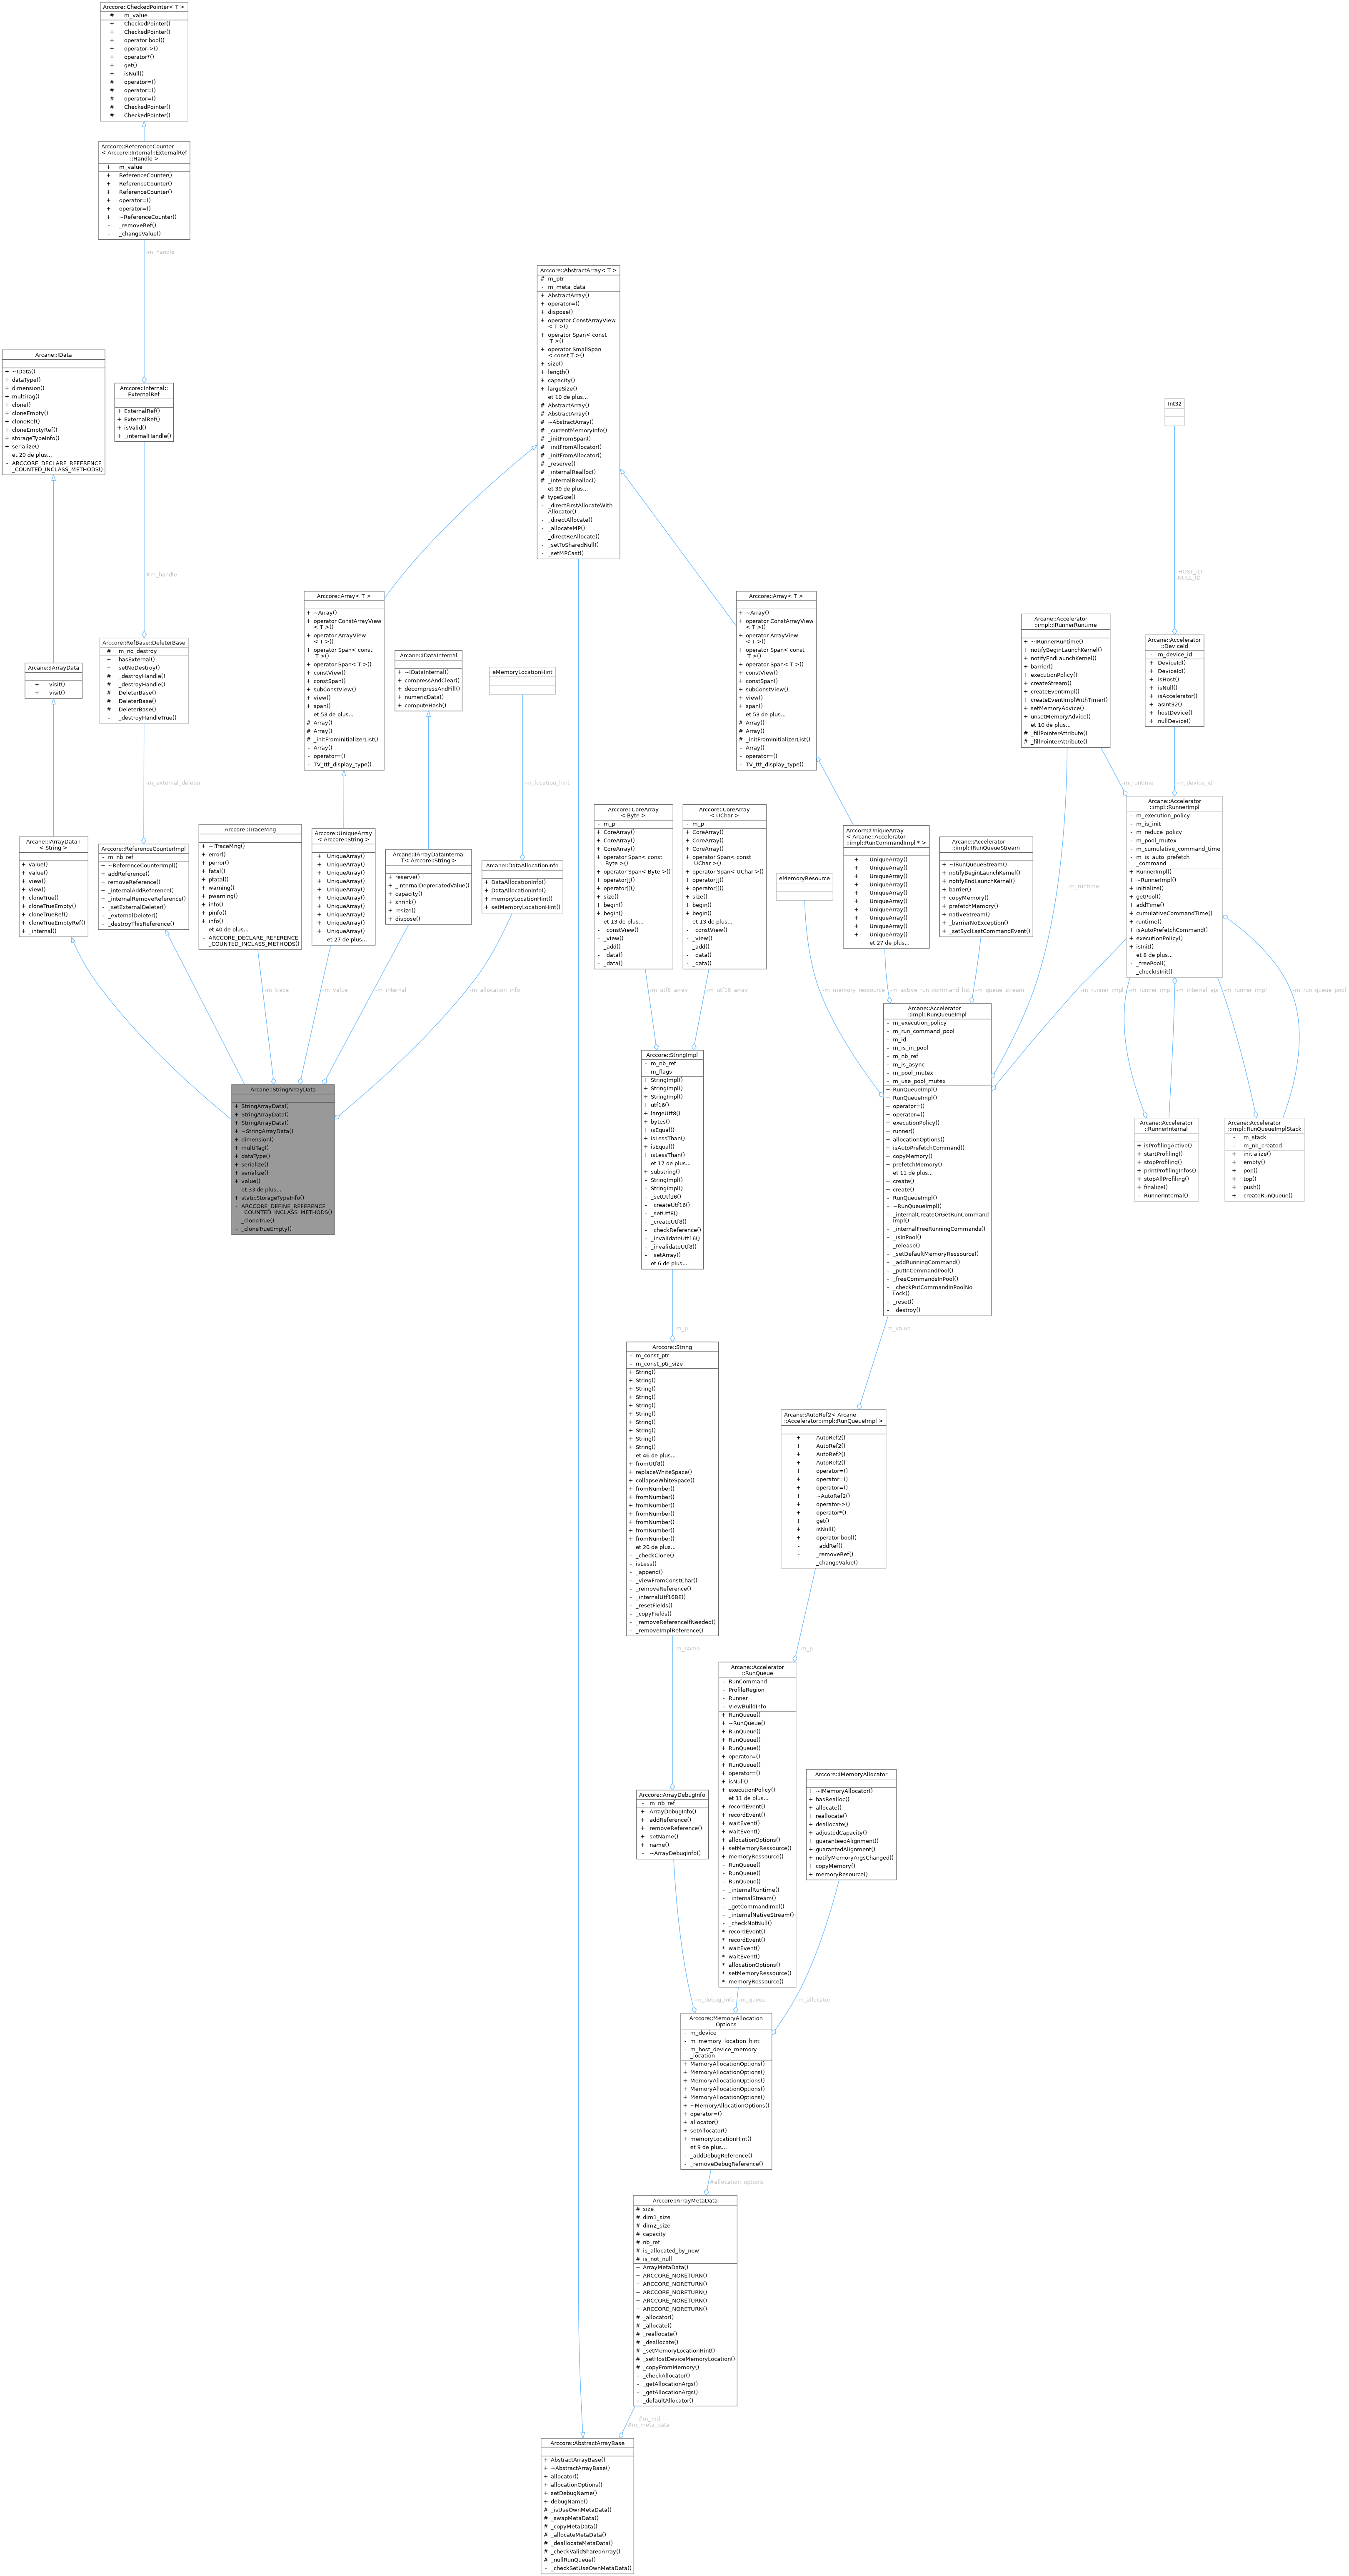 Arccore::CheckedPointer< T >
# m_value
+ CheckedPointer()
+ CheckedPointer()
+ operator bool()
+ operator->()
+ operator*()
+ get()
+ isNull()
# operator=()
# operator=()
# operator=()
# CheckedPointer()
# CheckedPointer()
Arccore::ReferenceCounter
< Arccore::Internal::ExternalRef
::Handle >
+ m_value
+ ReferenceCounter()
+ ReferenceCounter()
+ ReferenceCounter()
+ operator=()
+ operator=()
+ ~ReferenceCounter()
- _removeRef()
- _changeValue()
-m_handle
Arccore::Internal::
ExternalRef
+ ExternalRef()
+ ExternalRef()
+ isValid()
+ _internalHandle()
#m_handle
Arccore::RefBase::DeleterBase
# m_no_destroy
+ hasExternal()
+ setNoDestroy()
# _destroyHandle()
# _destroyHandle()
# DeleterBase()
# DeleterBase()
# DeleterBase()
- _destroyHandleTrue()
-m_external_deleter
Arccore::ReferenceCounterImpl
- m_nb_ref
+ ~ReferenceCounterImpl()
+ addReference()
+ removeReference()
+ _internalAddReference()
+ _internalRemoveReference()
- _setExternalDeleter()
- _externalDeleter()
- _destroyThisReference()
Arcane::IData
+ ~IData()
+ dataType()
+ dimension()
+ multiTag()
+ clone()
+ cloneEmpty()
+ cloneRef()
+ cloneEmptyRef()
+ storageTypeInfo()
+ serialize()
et 20 de plus...
- ARCCORE_DECLARE_REFERENCE
_COUNTED_INCLASS_METHODS()
Arcane::IArrayData
+ visit()
+ visit()
Arcane::IArrayDataT
< String >
+ value()
+ value()
+ view()
+ view()
+ cloneTrue()
+ cloneTrueEmpty()
+ cloneTrueRef()
+ cloneTrueEmptyRef()
+ _internal()
Arccore::ITraceMng
+ ~ITraceMng()
+ error()
+ perror()
+ fatal()
+ pfatal()
+ warning()
+ pwarning()
+ info()
+ pinfo()
+ info()
et 40 de plus...
- ARCCORE_DECLARE_REFERENCE
_COUNTED_INCLASS_METHODS()
-m_trace
Arccore::Array< T >
+ ~Array()
+ operator ConstArrayView
< T >()
+ operator ArrayView
< T >()
+ operator Span< const
T >()
+ operator Span< T >()
+ constView()
+ constSpan()
+ subConstView()
+ view()
+ span()
et 53 de plus...
# Array()
# Array()
# _initFromInitializerList()
- Array()
- operator=()
- TV_ttf_display_type()
Arccore::UniqueArray
< Arccore::String >
+ UniqueArray()
+ UniqueArray()
+ UniqueArray()
+ UniqueArray()
+ UniqueArray()
+ UniqueArray()
+ UniqueArray()
+ UniqueArray()
+ UniqueArray()
+ UniqueArray()
et 27 de plus...
-m_value
Arcane::IDataInternal
+ ~IDataInternal()
+ compressAndClear()
+ decompressAndFill()
+ numericData()
+ computeHash()
Arcane::IArrayDataInternal
T< Arccore::String >
+ reserve()
+ _internalDeprecatedValue()
+ capacity()
+ shrink()
+ resize()
+ dispose()
-m_internal
eMemoryLocationHint
-m_location_hint
Arccore::DataAllocationInfo
+ DataAllocationInfo()
+ DataAllocationInfo()
+ memoryLocationHint()
+ setMemoryLocationHint()
-m_allocation_info
Arcane::StringArrayData
+ StringArrayData()
+ StringArrayData()
+ StringArrayData()
+ ~StringArrayData()
+ dimension()
+ multiTag()
+ dataType()
+ serialize()
+ serialize()
+ value()
et 33 de plus...
+ staticStorageTypeInfo()
- ARCCORE_DEFINE_REFERENCE
_COUNTED_INCLASS_METHODS()
- _cloneTrue()
- _cloneTrueEmpty()
Arccore::AbstractArray< T >
# m_ptr
- m_meta_data
+ AbstractArray()
+ operator=()
+ dispose()
+ operator ConstArrayView
< T >()
+ operator Span< const
T >()
+ operator SmallSpan
< const T >()
+ size()
+ length()
+ capacity()
+ largeSize()
et 10 de plus...
# AbstractArray()
# AbstractArray()
# ~AbstractArray()
# _currentMemoryInfo()
# _initFromSpan()
# _initFromAllocator()
# _initFromAllocator()
# _reserve()
# _internalRealloc()
# _internalRealloc()
et 39 de plus...
# typeSize()
- _directFirstAllocateWith
Allocator()
- _directAllocate()
- _allocateMP()
- _directReAllocate()
- _setToSharedNull()
- _setMPCast()
Arccore::Array< T >
+ ~Array()
+ operator ConstArrayView
< T >()
+ operator ArrayView
< T >()
+ operator Span< const
T >()
+ operator Span< T >()
+ constView()
+ constSpan()
+ subConstView()
+ view()
+ span()
et 53 de plus...
# Array()
# Array()
# _initFromInitializerList()
- Array()
- operator=()
- TV_ttf_display_type()
Arccore::CoreArray
< Byte >
- m_p
+ CoreArray()
+ CoreArray()
+ CoreArray()
+ operator Span< const
Byte >()
+ operator Span< Byte >()
+ operator[]()
+ operator[]()
+ size()
+ begin()
+ begin()
et 13 de plus...
- _constView()
- _view()
- _add()
- _data()
- _data()
-m_utf8_array
Arccore::CoreArray
< UChar >
- m_p
+ CoreArray()
+ CoreArray()
+ CoreArray()
+ operator Span< const
UChar >()
+ operator Span< UChar >()
+ operator[]()
+ operator[]()
+ size()
+ begin()
+ begin()
et 13 de plus...
- _constView()
- _view()
- _add()
- _data()
- _data()
-m_utf16_array
Arccore::StringImpl
- m_nb_ref
- m_flags
+ StringImpl()
+ StringImpl()
+ StringImpl()
+ utf16()
+ largeUtf8()
+ bytes()
+ isEqual()
+ isLessThan()
+ isEqual()
+ isLessThan()
et 17 de plus...
+ substring()
- StringImpl()
- StringImpl()
- _setUtf16()
- _createUtf16()
- _setUtf8()
- _createUtf8()
- _checkReference()
- _invalidateUtf16()
- _invalidateUtf8()
- _setArray()
et 6 de plus...
-m_p
Arccore::String
- m_const_ptr
- m_const_ptr_size
+ String()
+ String()
+ String()
+ String()
+ String()
+ String()
+ String()
+ String()
+ String()
+ String()
et 46 de plus...
+ fromUtf8()
+ replaceWhiteSpace()
+ collapseWhiteSpace()
+ fromNumber()
+ fromNumber()
+ fromNumber()
+ fromNumber()
+ fromNumber()
+ fromNumber()
+ fromNumber()
et 20 de plus...
- _checkClone()
- isLess()
- _append()
- _viewFromConstChar()
- _removeReference()
- _internalUtf16BE()
- _resetFields()
- _copyFields()
- _removeReferenceIfNeeded()
- _removeImplReference()
-m_name
Arccore::ArrayDebugInfo
- m_nb_ref
+ ArrayDebugInfo()
+ addReference()
+ removeReference()
+ setName()
+ name()
- ~ArrayDebugInfo()
-m_debug_info
Int32
-HOST_ID
-NULL_ID
Arcane::Accelerator
::DeviceId
- m_device_id
+ DeviceId()
+ DeviceId()
+ isHost()
+ isNull()
+ isAccelerator()
+ asInt32()
+ hostDevice()
+ nullDevice()
-m_device_id
Arcane::Accelerator
::impl::IRunnerRuntime
+ ~IRunnerRuntime()
+ notifyBeginLaunchKernel()
+ notifyEndLaunchKernel()
+ barrier()
+ executionPolicy()
+ createStream()
+ createEventImpl()
+ createEventImplWithTimer()
+ setMemoryAdvice()
+ unsetMemoryAdvice()
et 10 de plus...
# _fillPointerAttribute()
# _fillPointerAttribute()
-m_runtime
-m_runtime
Arcane::Accelerator
::impl::RunnerImpl
- m_execution_policy
- m_is_init
- m_reduce_policy
- m_pool_mutex
- m_cumulative_command_time
- m_is_auto_prefetch
_command
+ RunnerImpl()
+ ~RunnerImpl()
+ initialize()
+ getPool()
+ addTime()
+ cumulativeCommandTime()
+ runtime()
+ isAutoPrefetchCommand()
+ executionPolicy()
+ isInit()
et 8 de plus...
- _freePool()
- _checkIsInit()
-m_runner_impl
-m_runner_impl
-m_internal_api
-m_runner_impl
-m_run_queue_pool
Arcane::Accelerator
::RunnerInternal
+ isProfilingActive()
+ startProfiling()
+ stopProfiling()
+ printProfilingInfos()
+ stopAllProfiling()
+ finalize()
- RunnerInternal()
Arcane::Accelerator
::impl::RunQueueImplStack
- m_stack
- m_nb_created
+ initialize()
+ empty()
+ pop()
+ top()
+ push()
+ createRunQueue()
eMemoryResource
-m_memory_ressource
Arccore::UniqueArray
< Arcane::Accelerator
::impl::RunCommandImpl * >
+ UniqueArray()
+ UniqueArray()
+ UniqueArray()
+ UniqueArray()
+ UniqueArray()
+ UniqueArray()
+ UniqueArray()
+ UniqueArray()
+ UniqueArray()
+ UniqueArray()
et 27 de plus...
-m_active_run_command_list
Arcane::Accelerator
::impl::IRunQueueStream
+ ~IRunQueueStream()
+ notifyBeginLaunchKernel()
+ notifyEndLaunchKernel()
+ barrier()
+ copyMemory()
+ prefetchMemory()
+ nativeStream()
+ _barrierNoException()
+ _setSyclLastCommandEvent()
-m_queue_stream
Arcane::Accelerator
::impl::RunQueueImpl
- m_execution_policy
- m_run_command_pool
- m_id
- m_is_in_pool
- m_nb_ref
- m_is_async
- m_pool_mutex
- m_use_pool_mutex
+ RunQueueImpl()
+ RunQueueImpl()
+ operator=()
+ operator=()
+ executionPolicy()
+ runner()
+ allocationOptions()
+ isAutoPrefetchCommand()
+ copyMemory()
+ prefetchMemory()
et 11 de plus...
+ create()
+ create()
- RunQueueImpl()
- ~RunQueueImpl()
- _internalCreateOrGetRunCommand
Impl()
- _internalFreeRunningCommands()
- _isInPool()
- _release()
- _setDefaultMemoryRessource()
- _addRunningCommand()
- _putInCommandPool()
- _freeCommandsInPool()
- _checkPutCommandInPoolNo
Lock()
- _reset()
- _destroy()
-m_value
Arcane::AutoRef2< Arcane
::Accelerator::impl::RunQueueImpl >
+ AutoRef2()
+ AutoRef2()
+ AutoRef2()
+ AutoRef2()
+ operator=()
+ operator=()
+ operator=()
+ ~AutoRef2()
+ operator->()
+ operator*()
+ get()
+ isNull()
+ operator bool()
- _addRef()
- _removeRef()
- _changeValue()
-m_p
Arcane::Accelerator
::RunQueue
- RunCommand
- ProfileRegion
- Runner
- ViewBuildInfo
+ RunQueue()
+ ~RunQueue()
+ RunQueue()
+ RunQueue()
+ RunQueue()
+ operator=()
+ RunQueue()
+ operator=()
+ isNull()
+ executionPolicy()
et 11 de plus...
+ recordEvent()
+ recordEvent()
+ waitEvent()
+ waitEvent()
+ allocationOptions()
+ setMemoryRessource()
+ memoryRessource()
- RunQueue()
- RunQueue()
- RunQueue()
- _internalRuntime()
- _internalStream()
- _getCommandImpl()
- _internalNativeStream()
- _checkNotNull()
* recordEvent()
* recordEvent()
* waitEvent()
* waitEvent()
* allocationOptions()
* setMemoryRessource()
* memoryRessource()
-m_queue
Arccore::IMemoryAllocator
+ ~IMemoryAllocator()
+ hasRealloc()
+ allocate()
+ reallocate()
+ deallocate()
+ adjustedCapacity()
+ guaranteedAlignment()
+ guarantedAlignment()
+ notifyMemoryArgsChanged()
+ copyMemory()
+ memoryResource()
-m_allocator
Arccore::MemoryAllocation
Options
- m_device
- m_memory_location_hint
- m_host_device_memory
_location
+ MemoryAllocationOptions()
+ MemoryAllocationOptions()
+ MemoryAllocationOptions()
+ MemoryAllocationOptions()
+ MemoryAllocationOptions()
+ ~MemoryAllocationOptions()
+ operator=()
+ allocator()
+ setAllocator()
+ memoryLocationHint()
et 9 de plus...
- _addDebugReference()
- _removeDebugReference()
#allocation_options
Arccore::ArrayMetaData
# size
# dim1_size
# dim2_size
# capacity
# nb_ref
# is_allocated_by_new
# is_not_null
+ ArrayMetaData()
+ ARCCORE_NORETURN()
+ ARCCORE_NORETURN()
+ ARCCORE_NORETURN()
+ ARCCORE_NORETURN()
+ ARCCORE_NORETURN()
# _allocator()
# _allocate()
# _reallocate()
# _deallocate()
# _setMemoryLocationHint()
# _setHostDeviceMemoryLocation()
# _copyFromMemory()
- _checkAllocator()
- _getAllocationArgs()
- _getAllocationArgs()
- _defaultAllocator()
#m_md
#m_meta_data
Arccore::AbstractArrayBase
+ AbstractArrayBase()
+ ~AbstractArrayBase()
+ allocator()
+ allocationOptions()
+ setDebugName()
+ debugName()
# _isUseOwnMetaData()
# _swapMetaData()
# _copyMetaData()
# _allocateMetaData()
# _deallocateMetaData()
# _checkValidSharedArray()
# _nullRunQueue()
- _checkSetUseOwnMetaData()